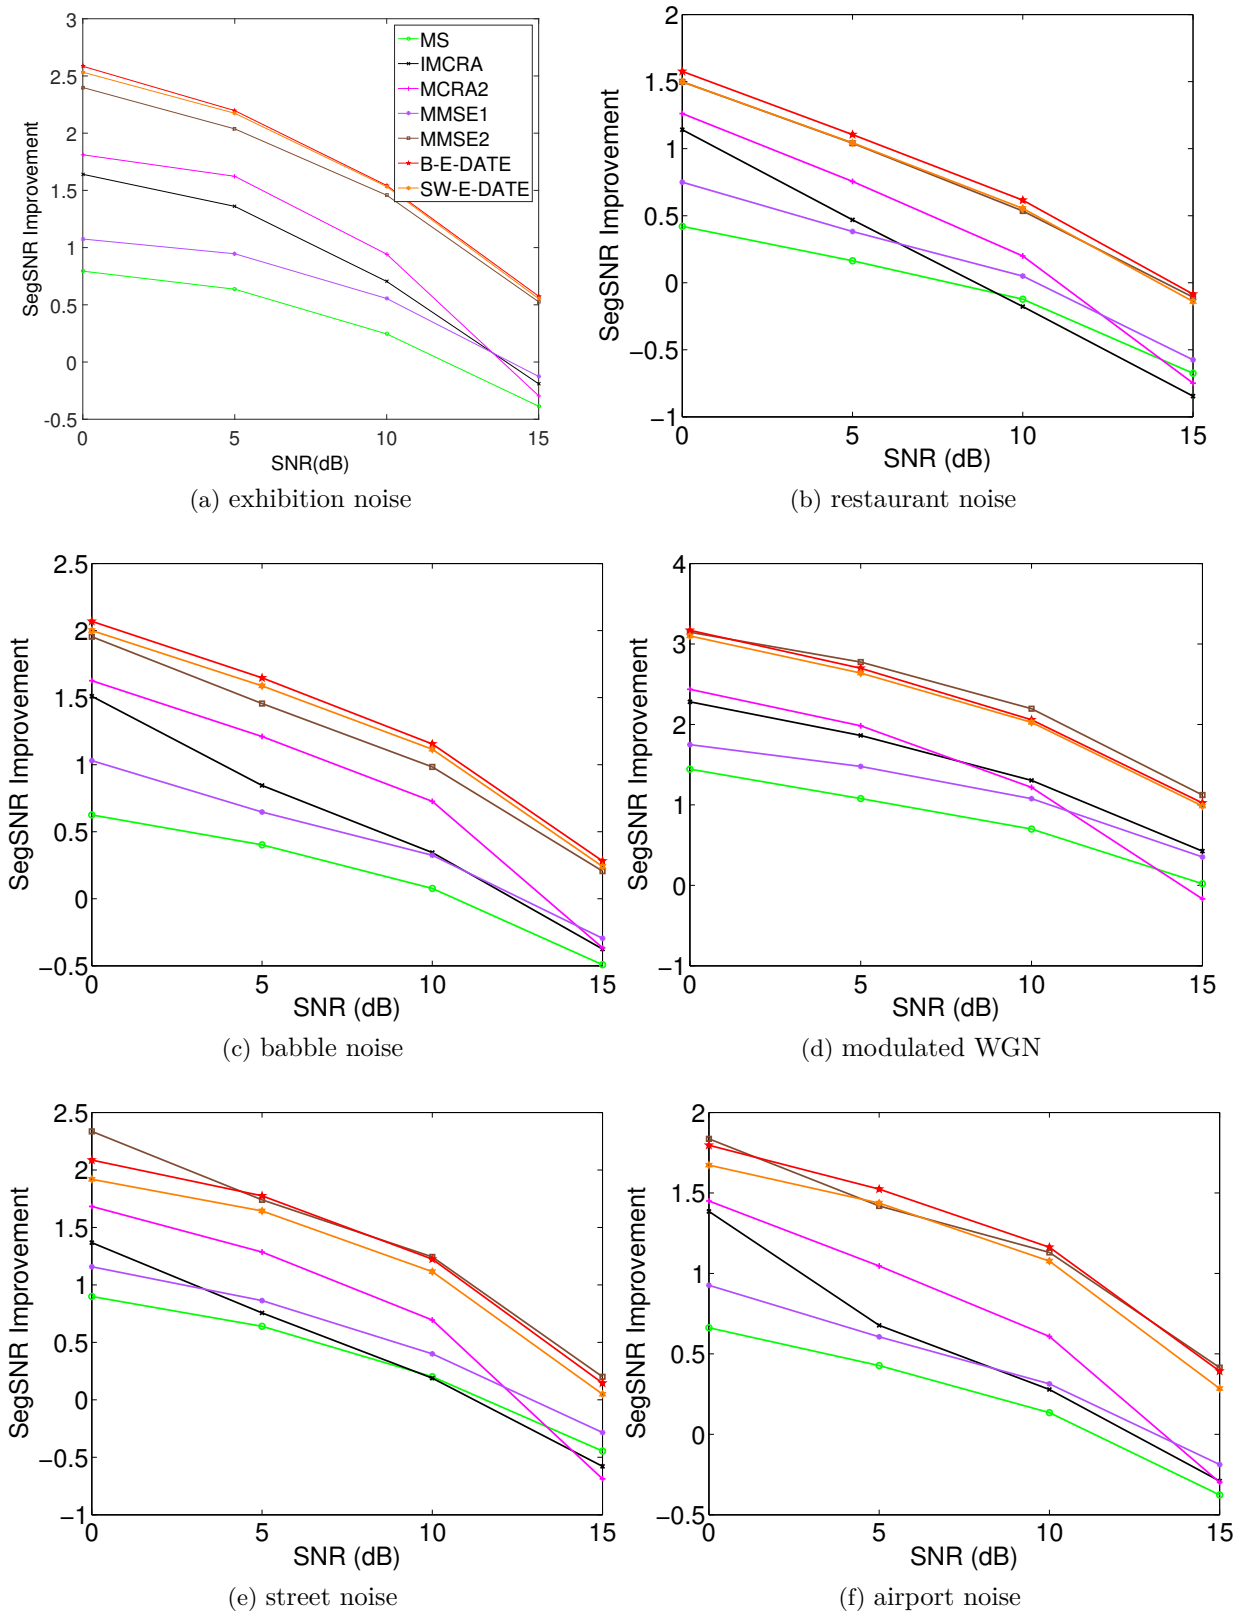 3
2.5
2
1.5
1
0.5
0
-0.5
SegSNR Improvement
0
5
10
15
SNR(dB)
MS
IMCRA
MCRA2
MMSE1
MMSE2
B-E-DATE
SW-E-DATE
(a) exhibition noise
2
1.5
1
0.5
0
−0.5
−1
SegSNR Improvement
0
5
10
15
SNR (dB)
(b) restaurant noise
2.5
2
1.5
1
0.5
0
−0.5
SegSNR Improvement
0
5
10
15
SNR (dB)
(c) babble noise
4
3
2
1
0
−1
SegSNR Improvement
0
5
10
15
SNR (dB)
(d) modulated WGN
2.5
2
1.5
1
0.5
0
−0.5
−1
SegSNR Improvement
0
5
10
15
SNR (dB)
(e) street noise
2
1.5
1
0.5
0
−0.5
SegSNR Improvement
0
5
10
15
SNR (dB)
(f) airport noise